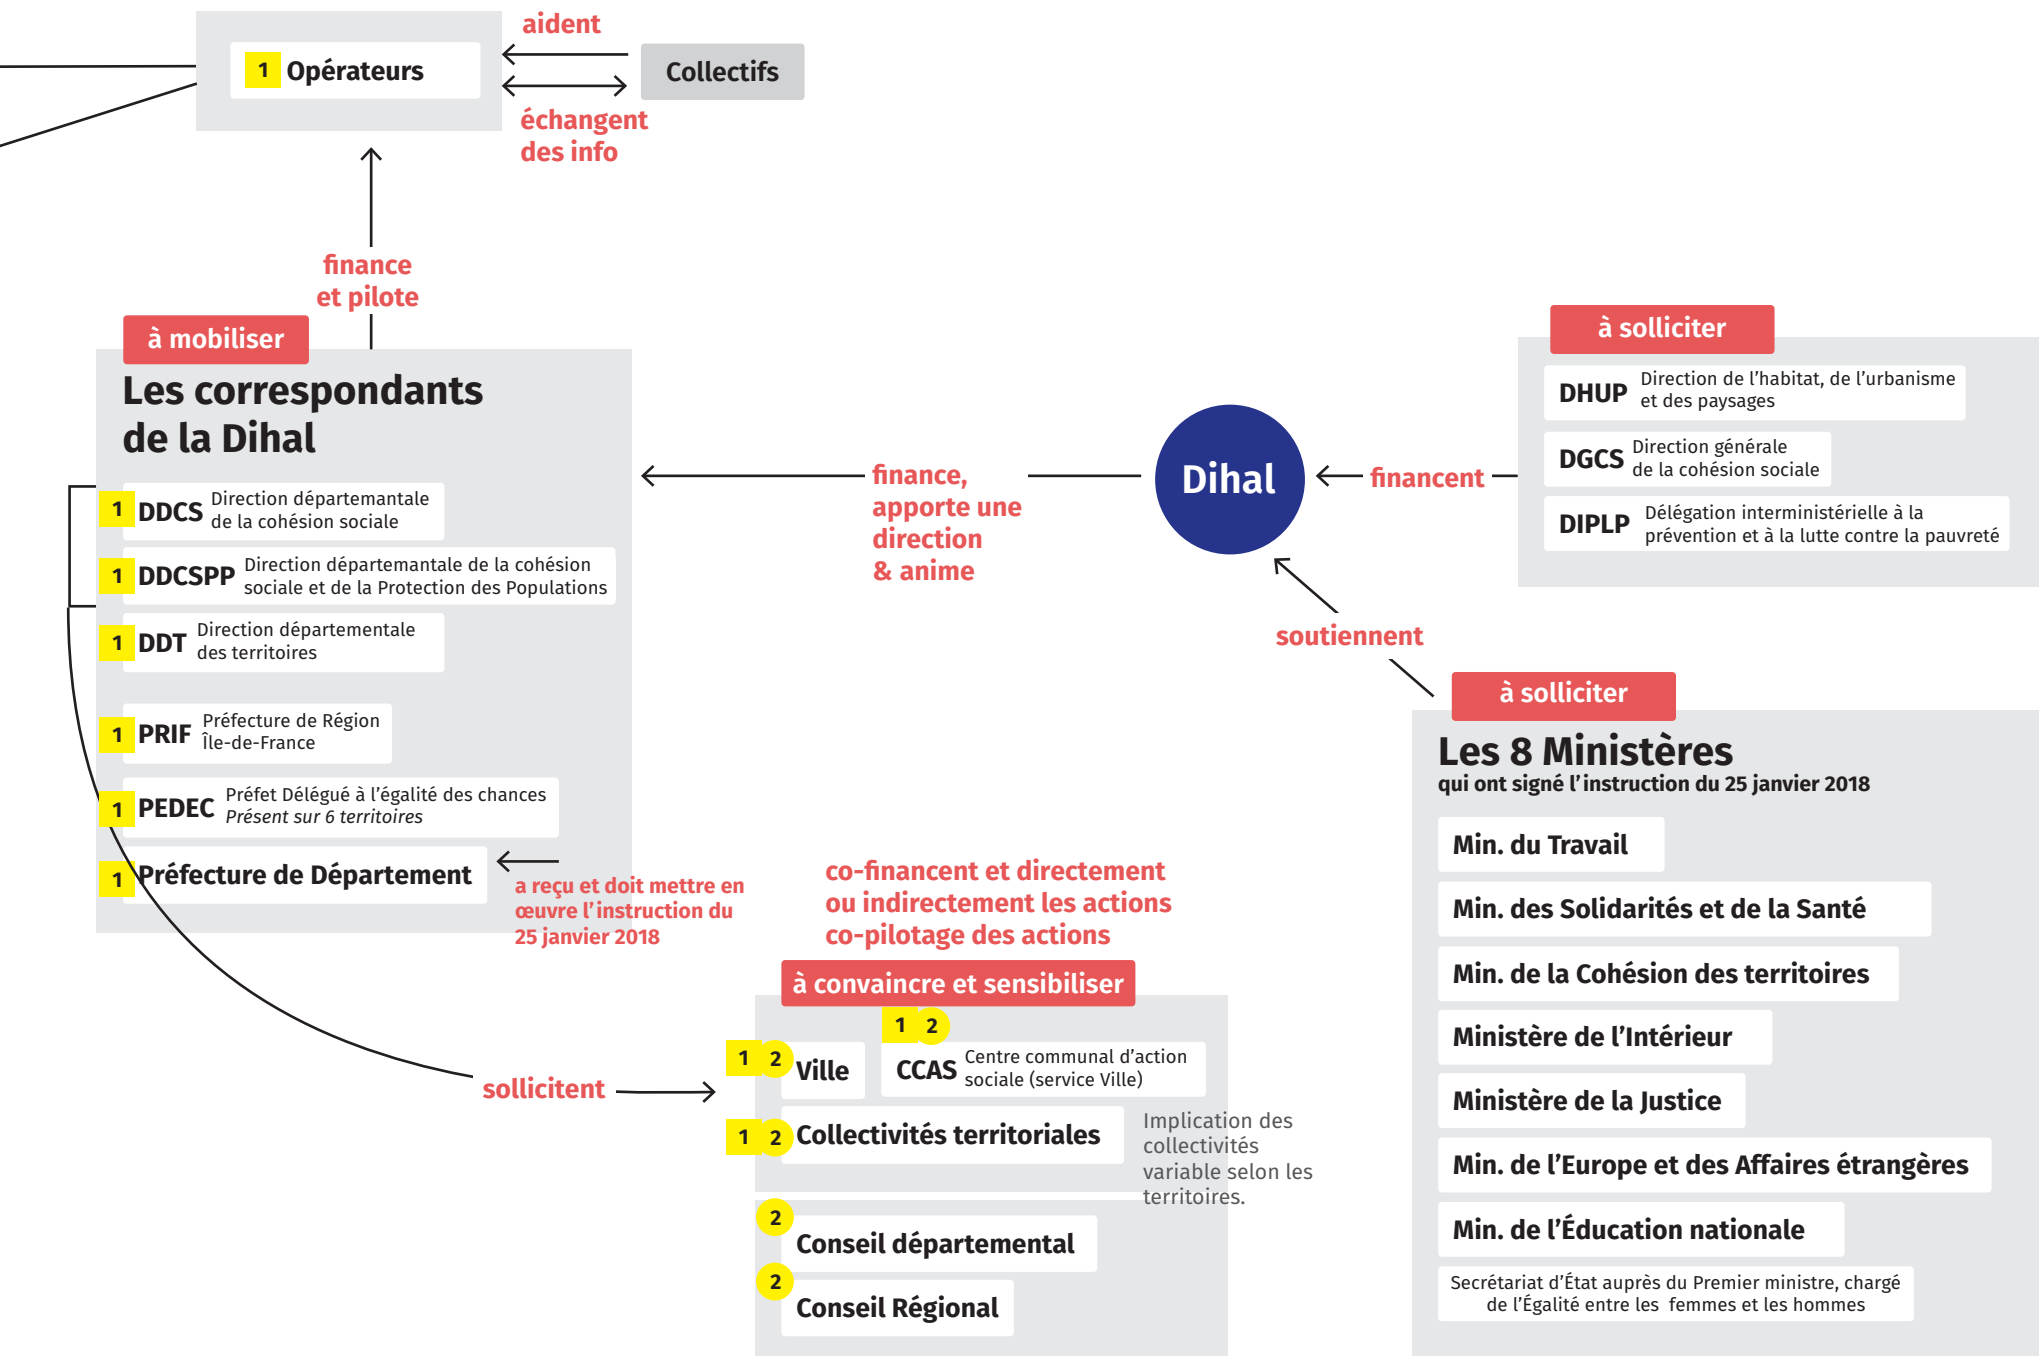 aident
1 Opérateurs
Collectifs
échangent
des info
finance
et pilote
à mobiliser
Les correspondants
de la Dihal
1 DDCS Direction départemantale
de la cohésion sociale
1 DDCSPP Direction départemantale de la cohésion
sociale et de la Protection des Populations
1 DDT Direction départementale
des territoires
1 PRIF Préfecture de Région
Île-de-France
1 PEDEC Préfet Délégué à l'égalité des chances
Présent sur 6 territoires
1 Préfecture de Département
a reçu et doit mettre en
œuvre l'instruction du
25 janvier 2018
finance,
apporte une
direction
& anime
Dihal
financent
à solliciter
DHUP Direction de l'habitat, de l'urbanisme
et des paysages
DGCS Direction générale
de la cohésion sociale
DIPLP Délégation interministérielle à la
prévention et à la lutte contre la pauvreté
soutiennent
à solliciter
Les 8 Ministères
qui ont signé l'instruction du 25 janvier 2018
Min. du Travail
Min. des Solidarités et de la Santé
Min. de la Cohésion des territoires
Ministère de l'Intérieur
Ministère de la Justice
Min. de l'Europe et des Affaires étrangères
Min. de l'Éducation nationale
Secrétariat d'État auprès du Premier ministre, chargé
de l'Égalité entre les femmes et les hommes
co-financent et directement
ou indirectement les actions
co-pilotage des actions
à convaincre et sensibiliser
sollicitent
1 2 Ville
1 2
CCAS Centre communal d'action
sociale (service Ville)
1 2 Collectivités territoriales
Implication des
collectivités
variable selon les
territoires.
2
Conseil départemental
2
Conseil Régional